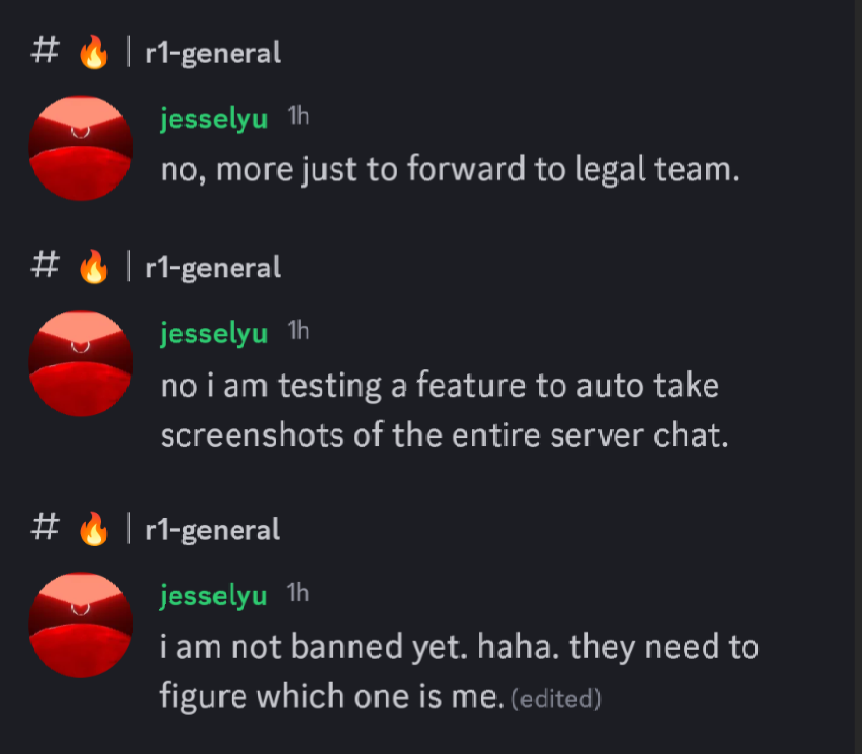 # 🔥 | r1-general
jesselyu 1h
no, more just to forward to legal team.
# 🔥 | r1-general
jesselyu 1h
no i am testing a feature to auto take
screenshots of the entire server chat.
# 🔥 | r1-general
jesselyu 1h
i am not banned yet. haha. they need to
figure which one is me. (edited)